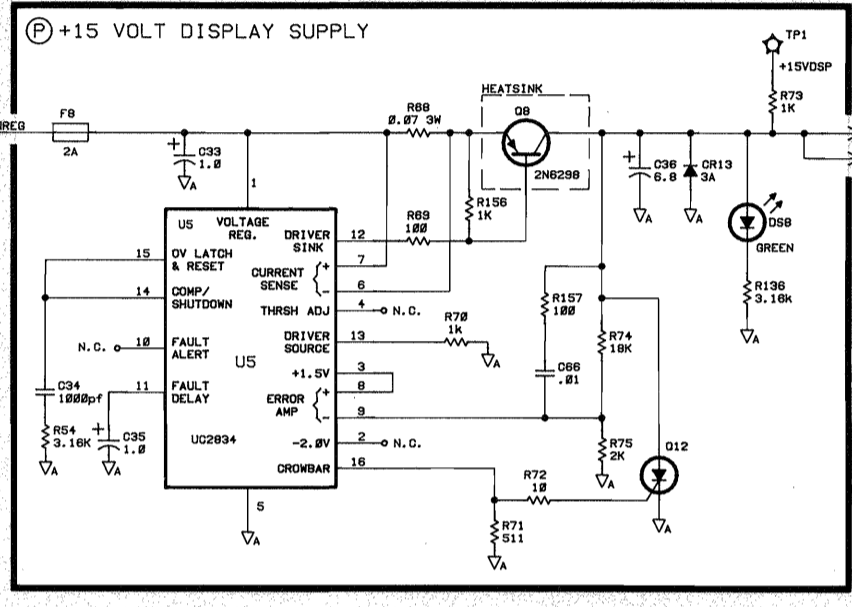 P +15 VOLT DISPLAY SUPPLY
TP1
+15VDSP
R73
1K
HEATSINK
REG
F8
2A
R68
0.07 3W
Q8
2N6298
C33
1.0
A
1
C36
6.8
A
CR13
3A
A
DS8
GREEN
R136
3.16K
A
R156
1K
R69
100
U5
VOLTAGE
REG.
DRIVER
SINK
12
15
OV LATCH
& RESET
CURRENT
SENSE
+
7
-
6
14
COMP/
SHUTDOWN
THRSH ADJ
4
N.C.
DRIVER
SOURCE
13
R70
1k
A
N.C.
10
FAULT
ALERT
U5
+1.5V
3
11
FAULT
DELAY
ERROR
AMP
+
8
-
9
UC2834
-2.0V
2
N.C.
CROWBAR
16
5
A
C34
1000pf
R54
3.16K
A
C35
1.0
A
R157
100
C66
.01
R74
18K
R75
2K
A
Q12
A
R72
10
R71
511
A